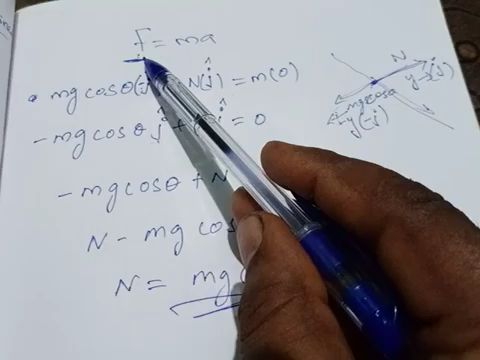 F = ma
mg cosθ(-ĵ) + N(ĵ) = m(0)
- mg cosθ ĵ + ĵ = 0
- mg cosθ + N
N - mg cos
N = mg
N
y→(ĵ)
-mg cosθ
-y(-ĵ)